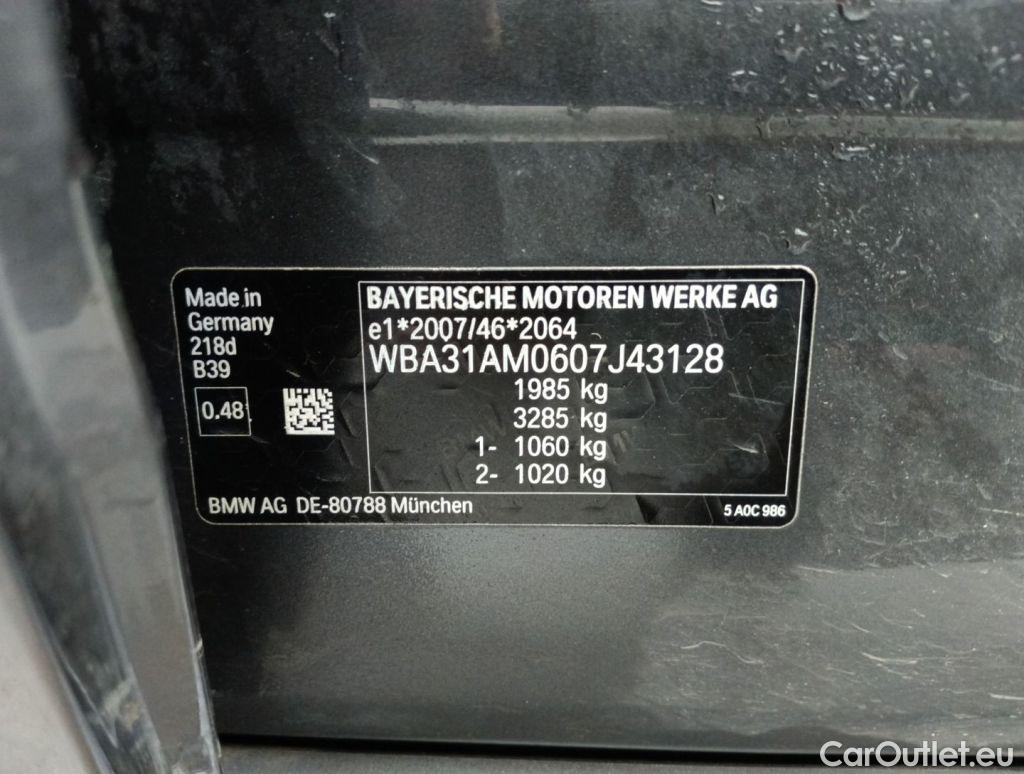 Made in
Germany
218d
B39
0.48
BAYERISCHE MOTOREN WERKE AG
e1*2007/46*2064
WBA31AM0607J43128
1985 kg
3285 kg
1- 1060 kg
2- 1020 kg
BMW AG DE-80788 München
5 A0C 986
CarOutlet.eu